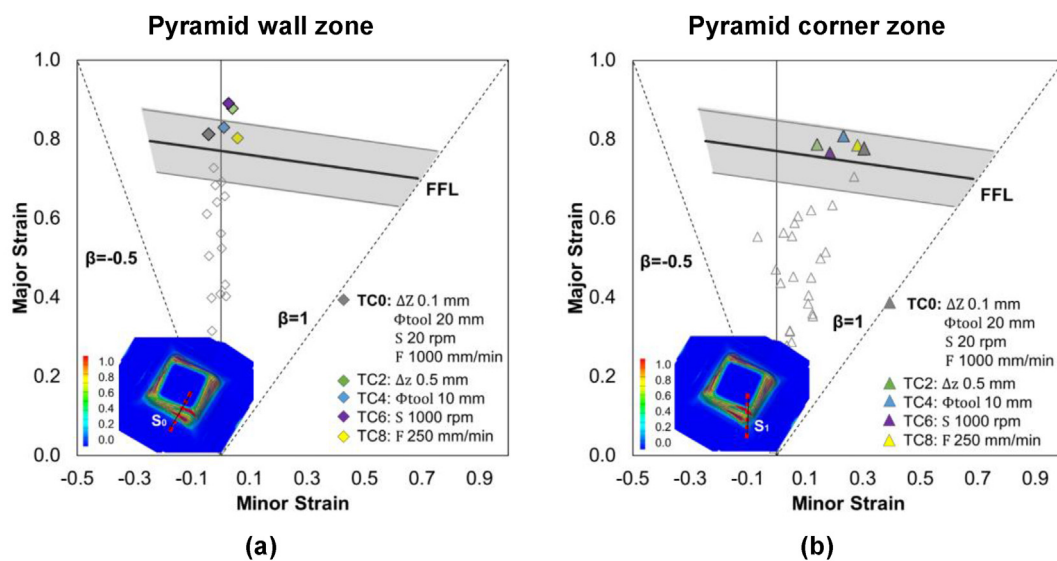 Pyramid wall zone
Major Strain
1.0
0.8
0.6
0.4
0.2
0.0
-0.5 -0.3 -0.1 0.1 0.3 0.5 0.7 0.9
Minor Strain
FFL
β=-0.5
β=1
TC0: ΔZ 0.1 mm
Φtool 20 mm
S 20 rpm
F 1000 mm/min
TC2: Δz 0.5 mm
TC4: Φtool 10 mm
TC6: S 1000 rpm
TC8: F 250 mm/min
1.0
0.8
0.6
0.4
0.2
0.0
S0
(a)
Pyramid corner zone
Major Strain
1.0
0.8
0.6
0.4
0.2
0.0
-0.5 -0.3 -0.1 0.1 0.3 0.5 0.7 0.9
Minor Strain
FFL
β=-0.5
β=1
TC0: ΔZ 0.1 mm
Φtool 20 mm
S 20 rpm
F 1000 mm/min
TC2: Δz 0.5 mm
TC4: Φtool 10 mm
TC6: S 1000 rpm
TC8: F 250 mm/min
1.0
0.8
0.6
0.4
0.2
0.0
S1
(b)